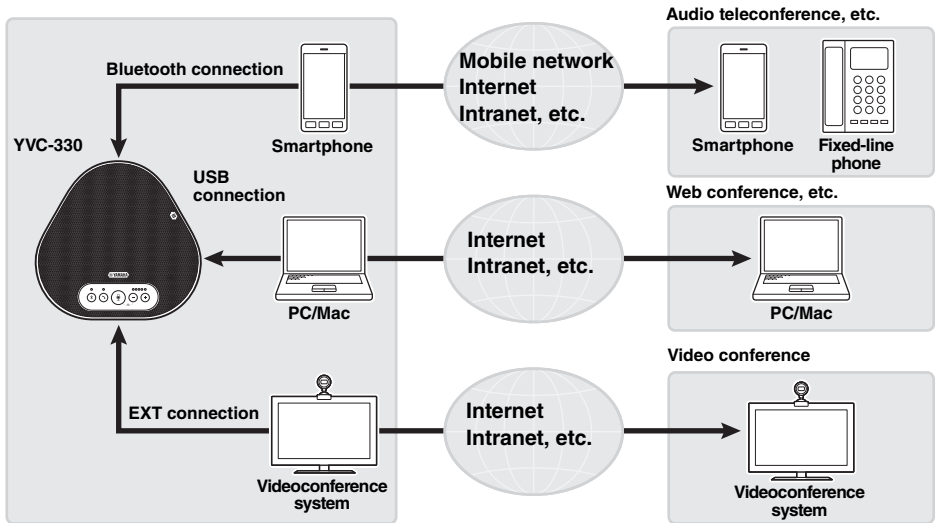 Audio teleconference, etc.
Bluetooth connection
Mobile network
Internet
Intranet, etc.
YVC-330
Smartphone
Smartphone
Fixed-line
phone
USB
connection
Web conference, etc.
Internet
Intranet, etc.
YAMAHA
PC/Mac
PC/Mac
Video conference
EXT connection
Internet
Intranet, etc.
Videoconference
system
Videoconference
system